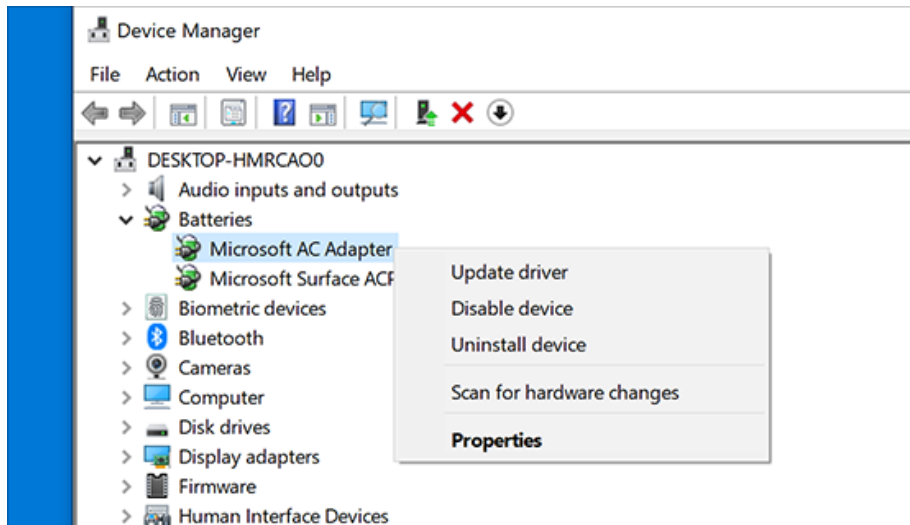 Device Manager
File Action View Help
DESKTOP-HMRCAO0
Audio inputs and outputs
Batteries
Microsoft AC Adapter
Microsoft Surface ACP
Biometric devices
Bluetooth
Cameras
Computer
Disk drives
Display adapters
Firmware
Human Interface Devices
Update driver
Disable device
Uninstall device
Scan for hardware changes
Properties